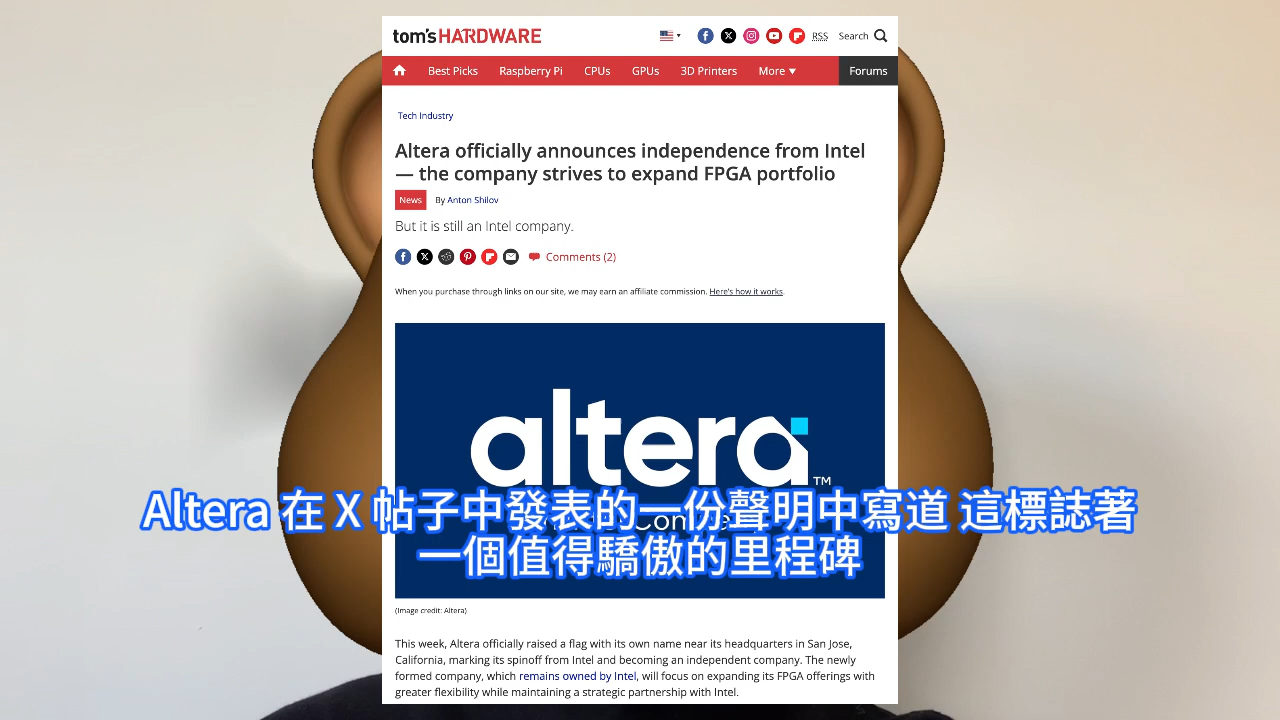 tom's HARDWARE
RSS
Search
Best Picks
Raspberry Pi
CPUs
GPUs
3D Printers
More
Forums
Tech Industry
Altera officially announces independence from Intel
— the company strives to expand FPGA portfolio
News
By Anton Shilov
But it is still an Intel company.
Comments (2)
When you purchase through links on our site, we may earn an affiliate commission. Here's how it works.
altera™
Altera 在 X 帖子中發表的一份聲明中寫道 這標誌著
一個值得驕傲的里程碑
(Image credit: Altera)
This week, Altera officially raised a flag with its own name near its headquarters in San Jose,
California, marking its spinoff from Intel and becoming an independent company. The newly
formed company, which remains owned by Intel, will focus on expanding its FPGA offerings with
greater flexibility while maintaining a strategic partnership with Intel.